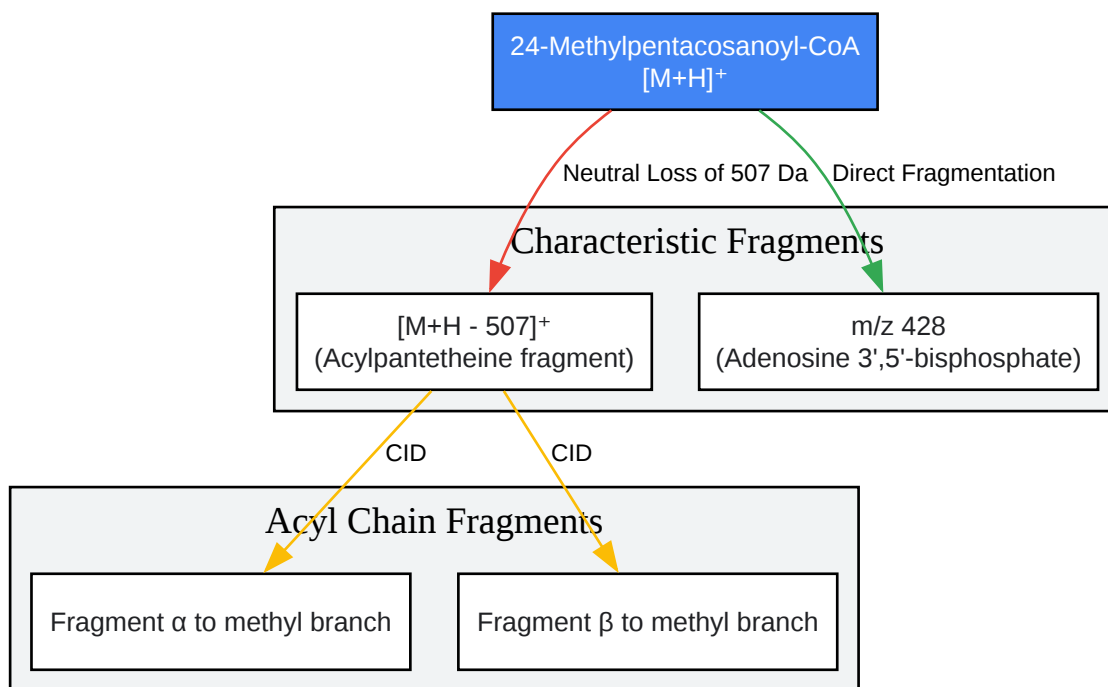 24-Methylpentacosanoyl-CoA
[M+H]⁺
Neutral Loss of 507 Da
Direct Fragmentation
Characteristic Fragments
[M+H - 507]⁺
(Acylpantetheine fragment)
m/z 428
(Adenosine 3',5'-bisphosphate)
CID
CID
Acyl Chain Fragments
Fragment α to methyl branch
Fragment β to methyl branch